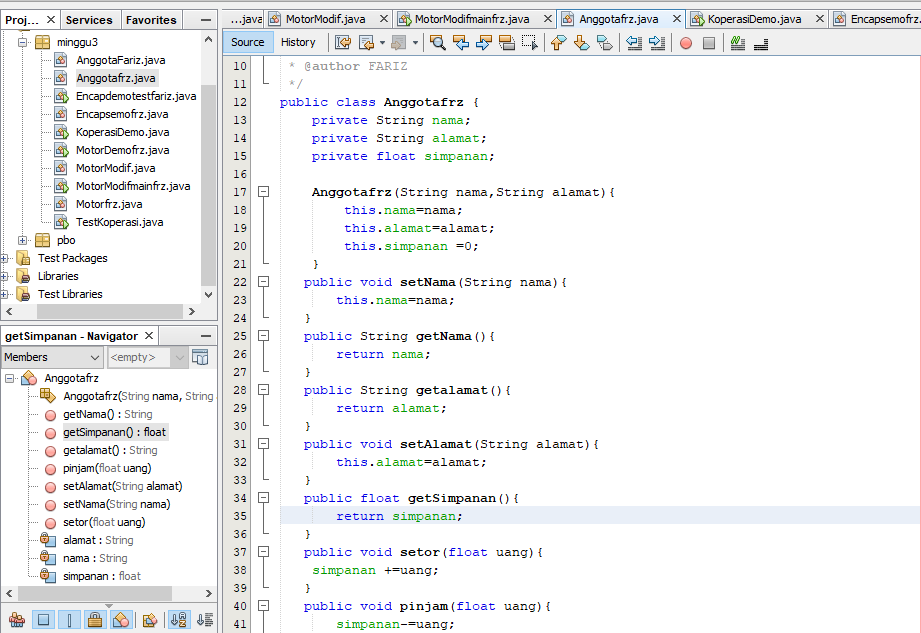 Proj... Services Favorites
minggu3
AnggotaFariz.java
Anggotafrz.java
Encapdemotestfariz.java
Encapsemofrz.java
KoperasiDemo.java
MotorDemofrz.java
MotorModif.java
MotorModifmainfrz.java
Motorfrz.java
TestKoperasi.java
pbo
Test Packages
Libraries
Test Libraries
getSimpanan - Navigator
Members <empty>
Anggotafrz
Anggotafrz(String nama, String
getNama() : String
getSimpanan() : float
getalamat() : String
pinjam(float uang)
setAlamat(String alamat)
setNama(String nama)
setor(float uang)
alamat : String
nama : String
simpanan : float
...java MotorModif.java MotorModifmainfrz.java Anggotafrz.java KoperasiDemo.java Encapsemofrz.
Source History
10 * @author FARIZ
11 */
12 public class Anggotafrz {
13 private String nama;
14 private String alamat;
15 private float simpanan;
16
17 Anggotafrz(String nama,String alamat){
18 this.nama=nama;
19 this.alamat=alamat;
20 this.simpanan =0;
21 }
22 public void setNama(String nama){
23 this.nama=nama;
24 }
25 public String getNama(){
26 return nama;
27 }
28 public String getalamat(){
29 return alamat;
30 }
31 public void setAlamat(String alamat){
32 this.alamat=alamat;
33 }
34 public float getSimpanan(){
35 return simpanan;
36 }
37 public void setor(float uang){
38 simpanan +=uang;
39 }
40 public void pinjam(float uang){
41 simpanan-=uang;